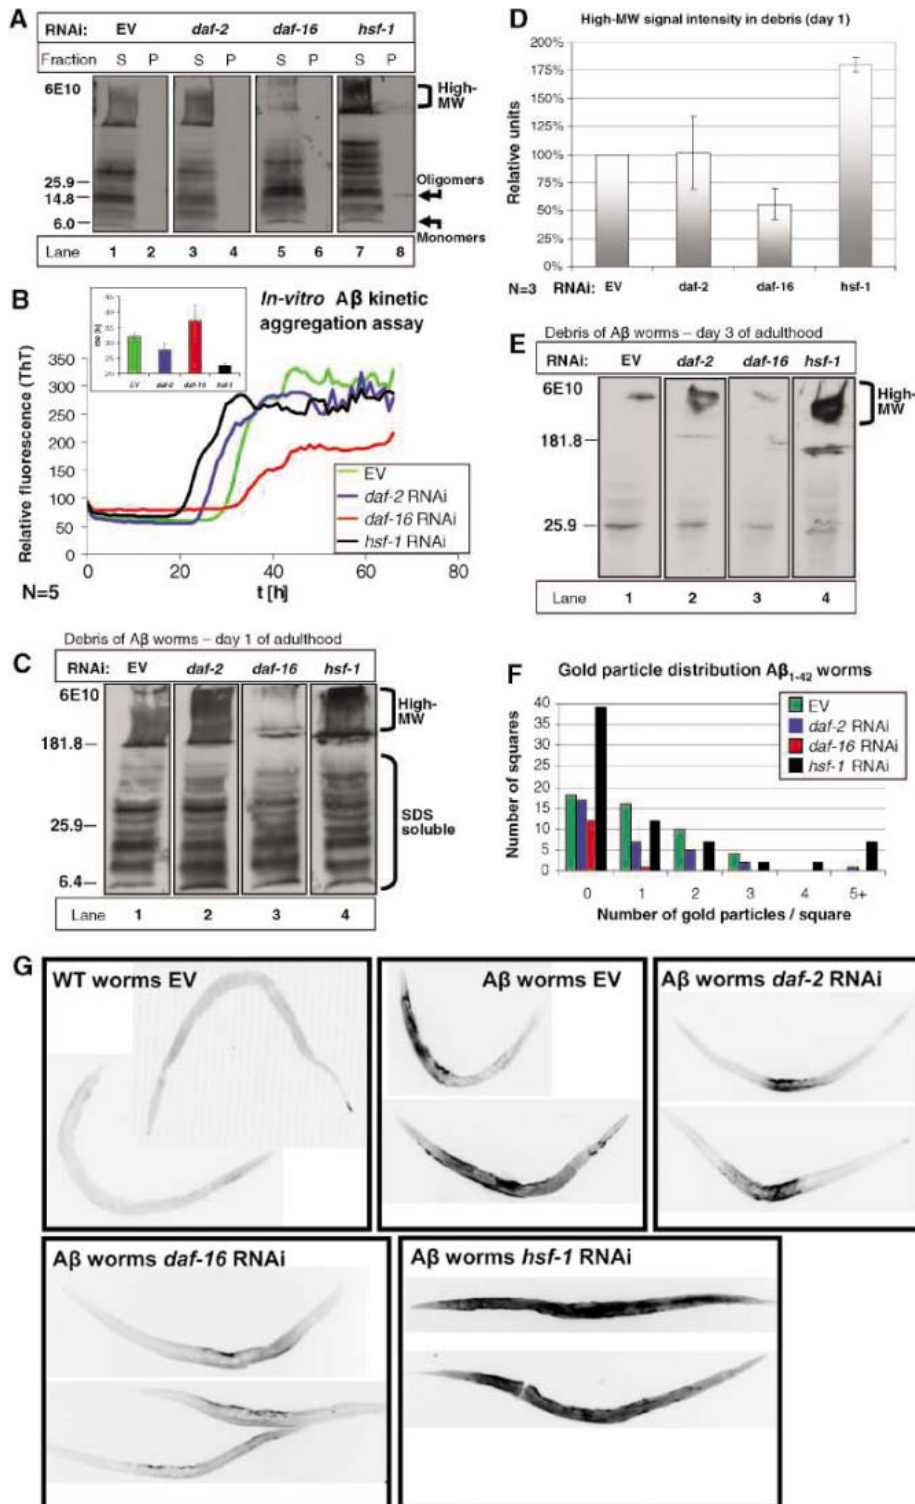 A
RNAi: EV daf-2 daf-16 hsf-1
Fraction S P S P S P S P
6E10
High-MW
25.9
14.8
6.0
Oligomers
Monomers
Lane 1 2 3 4 5 6 7 8
B
In-vitro Aβ kinetic aggregation assay
EV daf-2 daf-16 hsf-1
Relative fluorescence (ThT)
350
300
250
200
150
100
50
0
EV
daf-2 RNAi
daf-16 RNAi
hsf-1 RNAi
0 20 40 60 80
N=5
t [h]
C
Debris of Aβ worms – day 1 of adulthood
RNAi: EV daf-2 daf-16 hsf-1
6E10
High-MW
181.8
25.9
6.4
SDS soluble
Lane 1 2 3 4
D
High-MW signal intensity in debris (day 1)
Relative units
200%
175%
150%
125%
100%
75%
50%
25%
0%
N=3 RNAi: EV daf-2 daf-16 hsf-1
E
Debris of Aβ worms – day 3 of adulthood
RNAi: EV daf-2 daf-16 hsf-1
6E10
High-MW
181.8
25.9
Lane 1 2 3 4
F
Gold particle distribution Aβ1-42 worms
Number of squares
40
35
30
25
20
15
10
5
0
EV
daf-2 RNAi
daf-16 RNAi
hsf-1 RNAi
0 1 2 3 4 5+
Number of gold particles / square
G
WT worms EV
Aβ worms EV
Aβ worms daf-2 RNAi
Aβ worms daf-16 RNAi
Aβ worms hsf-1 RNAi